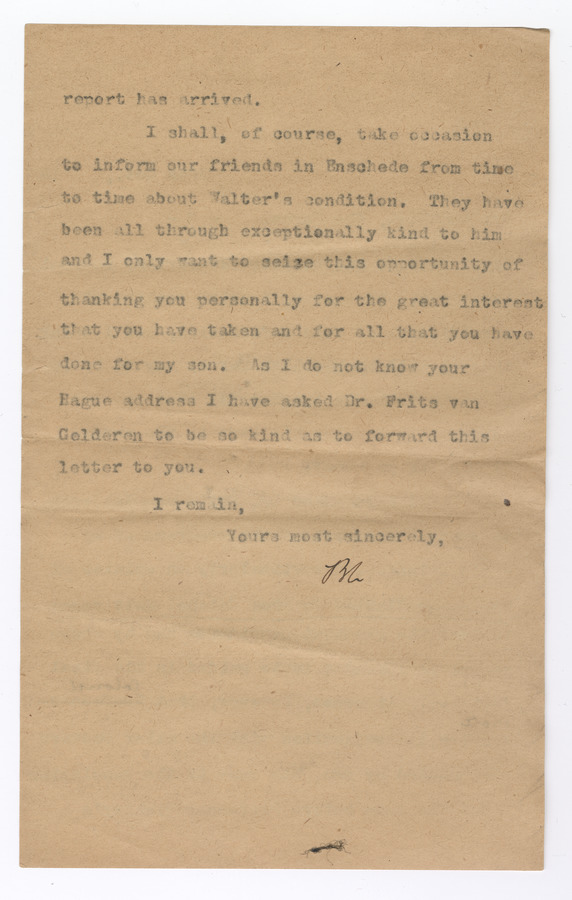 report has arrived.
I shall, of course, take occasion
to inform our friends in Enschede from time
to time about Walter's condition. They have
been all through exceptionally kind to him
and I only want to seize this opportunity of
thanking you personally for the great interest
that you have taken and for all that you have
done for my son. As I do not know your
Hague address I have asked Dr. Frits van
Gelderen to be so kind as to forward this
letter to you.
I remain,
Yours most sincerely,